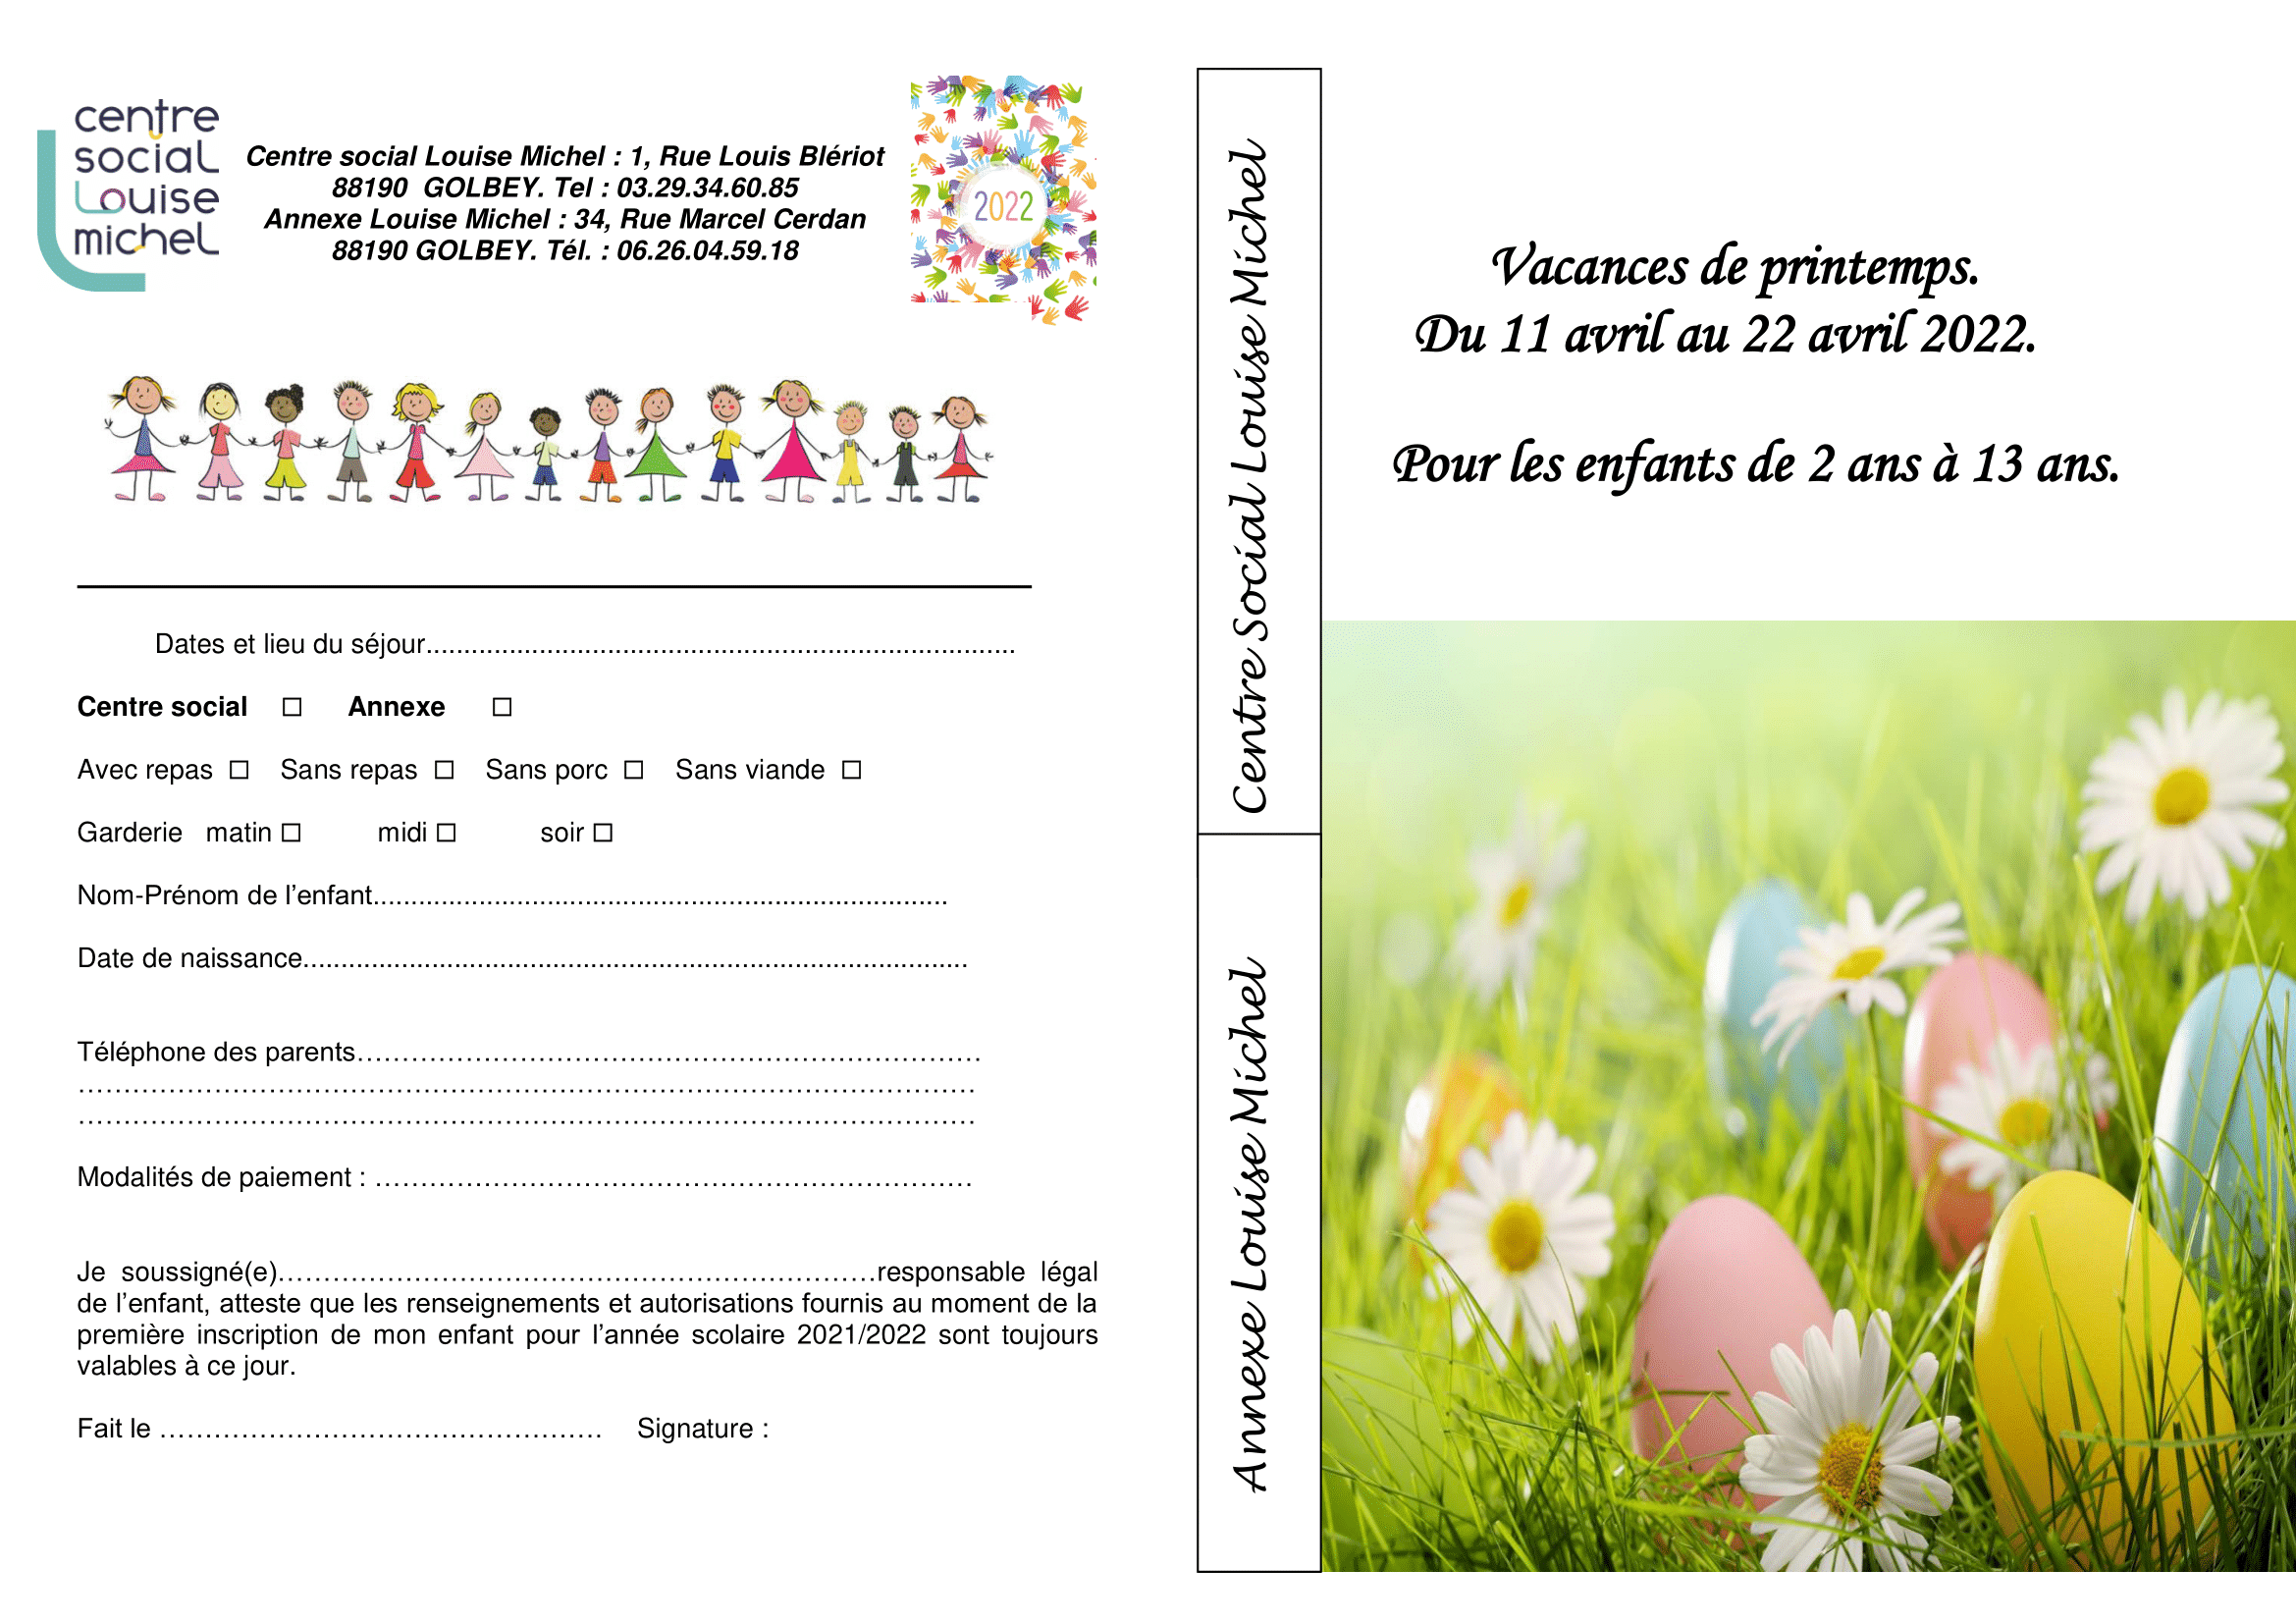 centre
social
Louise
michel
Centre social Louise Michel : 1, Rue Louis Blériot
88190 GOLBEY. Tel : 03.29.34.60.85
Annexe Louise Michel : 34, Rue Marcel Cerdan
88190 GOLBEY. Tél. : 06.26.04.59.18
2022
Dates et lieu du séjour..............................................................................
Centre social ☐ Annexe ☐
Avec repas ☐ Sans repas ☐ Sans porc ☐ Sans viande ☐
Garderie matin ☐ midi ☐ soir ☐
Nom-Prénom de l’enfant............................................................................
Date de naissance........................................................................................
Téléphone des parents……………………………………………………………
………………………………………………………………………………………
………………………………………………………………………………………
Modalités de paiement : …………………………………………………………
Je soussigné(e)…………………………………………………………responsable légal
de l’enfant, atteste que les renseignements et autorisations fournis au moment de la
première inscription de mon enfant pour l’année scolaire 2021/2022 sont toujours
valables à ce jour.
Fait le …………………………………………. Signature :
Centre Social Louise Michel
Annexe Louise Michel
Vacances de printemps.
Du 11 avril au 22 avril 2022.
Pour les enfants de 2 ans à 13 ans.